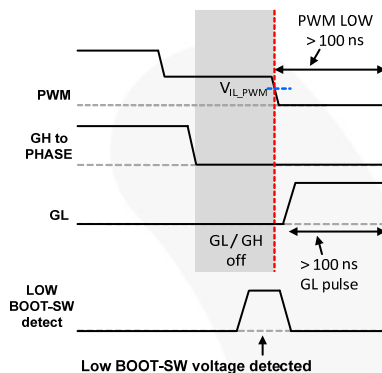 PWM LOW
> 100 ns
V_IL_PWM
PWM
GH to
PHASE
GL
GL / GH
off
> 100 ns
GL pulse
LOW
BOOT-SW
detect
Low BOOT-SW voltage detected